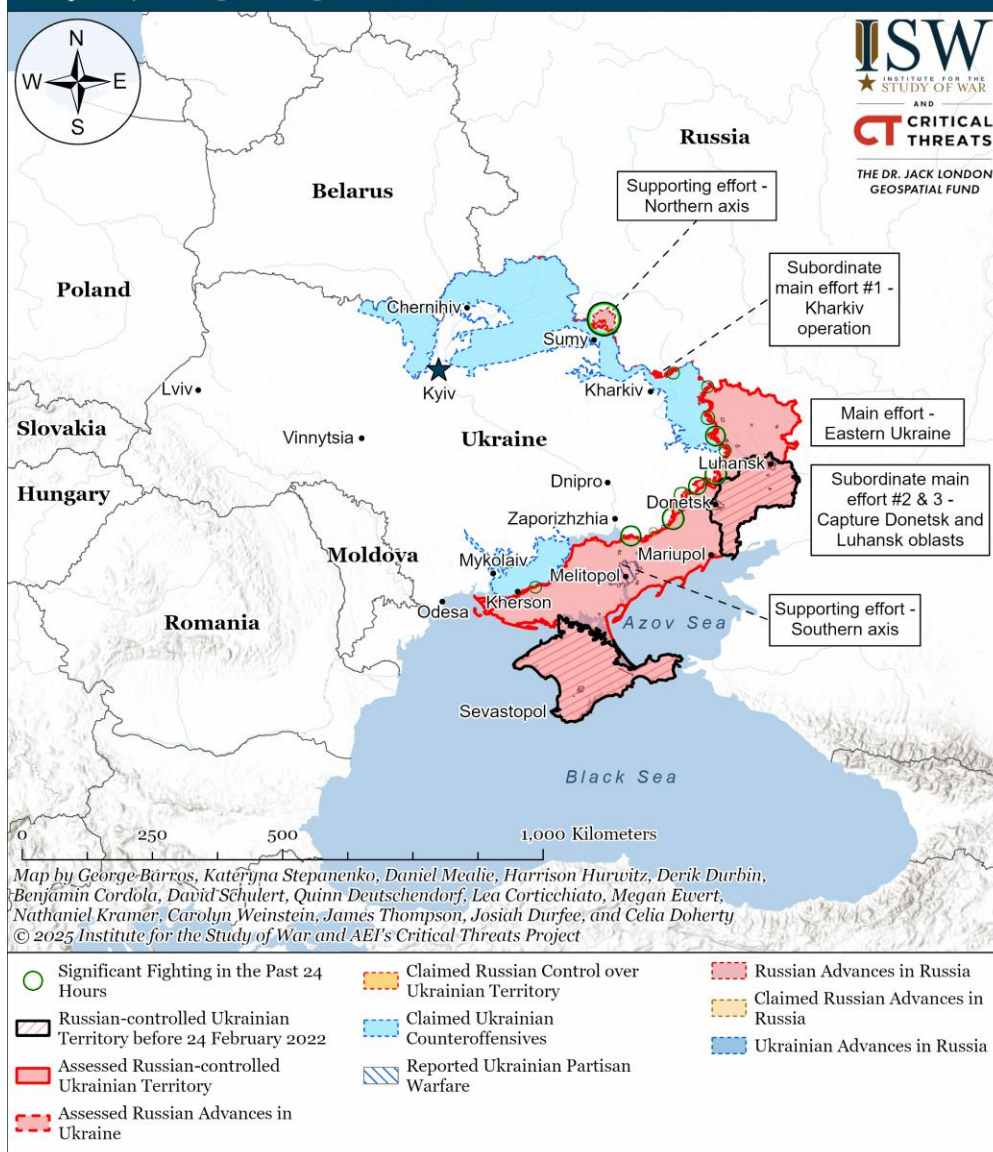 N
W
E
S
ISW
INSTITUTE FOR THE
STUDY OF WAR
AND
CT CRITICAL
THREATS
THE DR. JACK LONDON
GEOSPATIAL FUND
Russia
Belarus
Supporting effort -
Northern axis
Poland
Subordinate
main effort #1 -
Kharkiv
operation
Chernihiv
Sumy
Kyiv
Lviv
Kharkiv
Slovakia
Main effort -
Eastern Ukraine
Vinnytsia
Ukraine
Luhansk
Hungary
Dnipro
Subordinate main
effort #2 & 3 -
Capture Donetsk and
Luhansk oblasts
Donetsk
Zaporizhzhia
Moldova
Mykolaiv
Mariupol
Melitopol
Kherson
Odesa
Romania
Azov Sea
Supporting effort -
Southern axis
Sevastopol
Black Sea
0
250
500
1,000 Kilometers
Map by George Barros, Kateryna Stepanenko, Daniel Mealie, Harrison Hurwitz, Derik Durbin,
Benjamin Cordola, David Schulert, Quinn Deutschendorf, Lea Corticchiato, Megan Ewert,
Nathaniel Kramer, Carolyn Weinstein, James Thompson, Josiah Durfee, and Celia Doherty
© 2025 Institute for the Study of War and AEI's Critical Threats Project
Significant Fighting in the Past 24
Hours
Russian-controlled Ukrainian
Territory before 24 February 2022
Assessed Russian-controlled
Ukrainian Territory
Assessed Russian Advances in
Ukraine
Claimed Russian Control over
Ukrainian Territory
Claimed Ukrainian
Counteroffensives
Reported Ukrainian Partisan
Warfare
Russian Advances in Russia
Claimed Russian Advances in
Russia
Ukrainian Advances in Russia